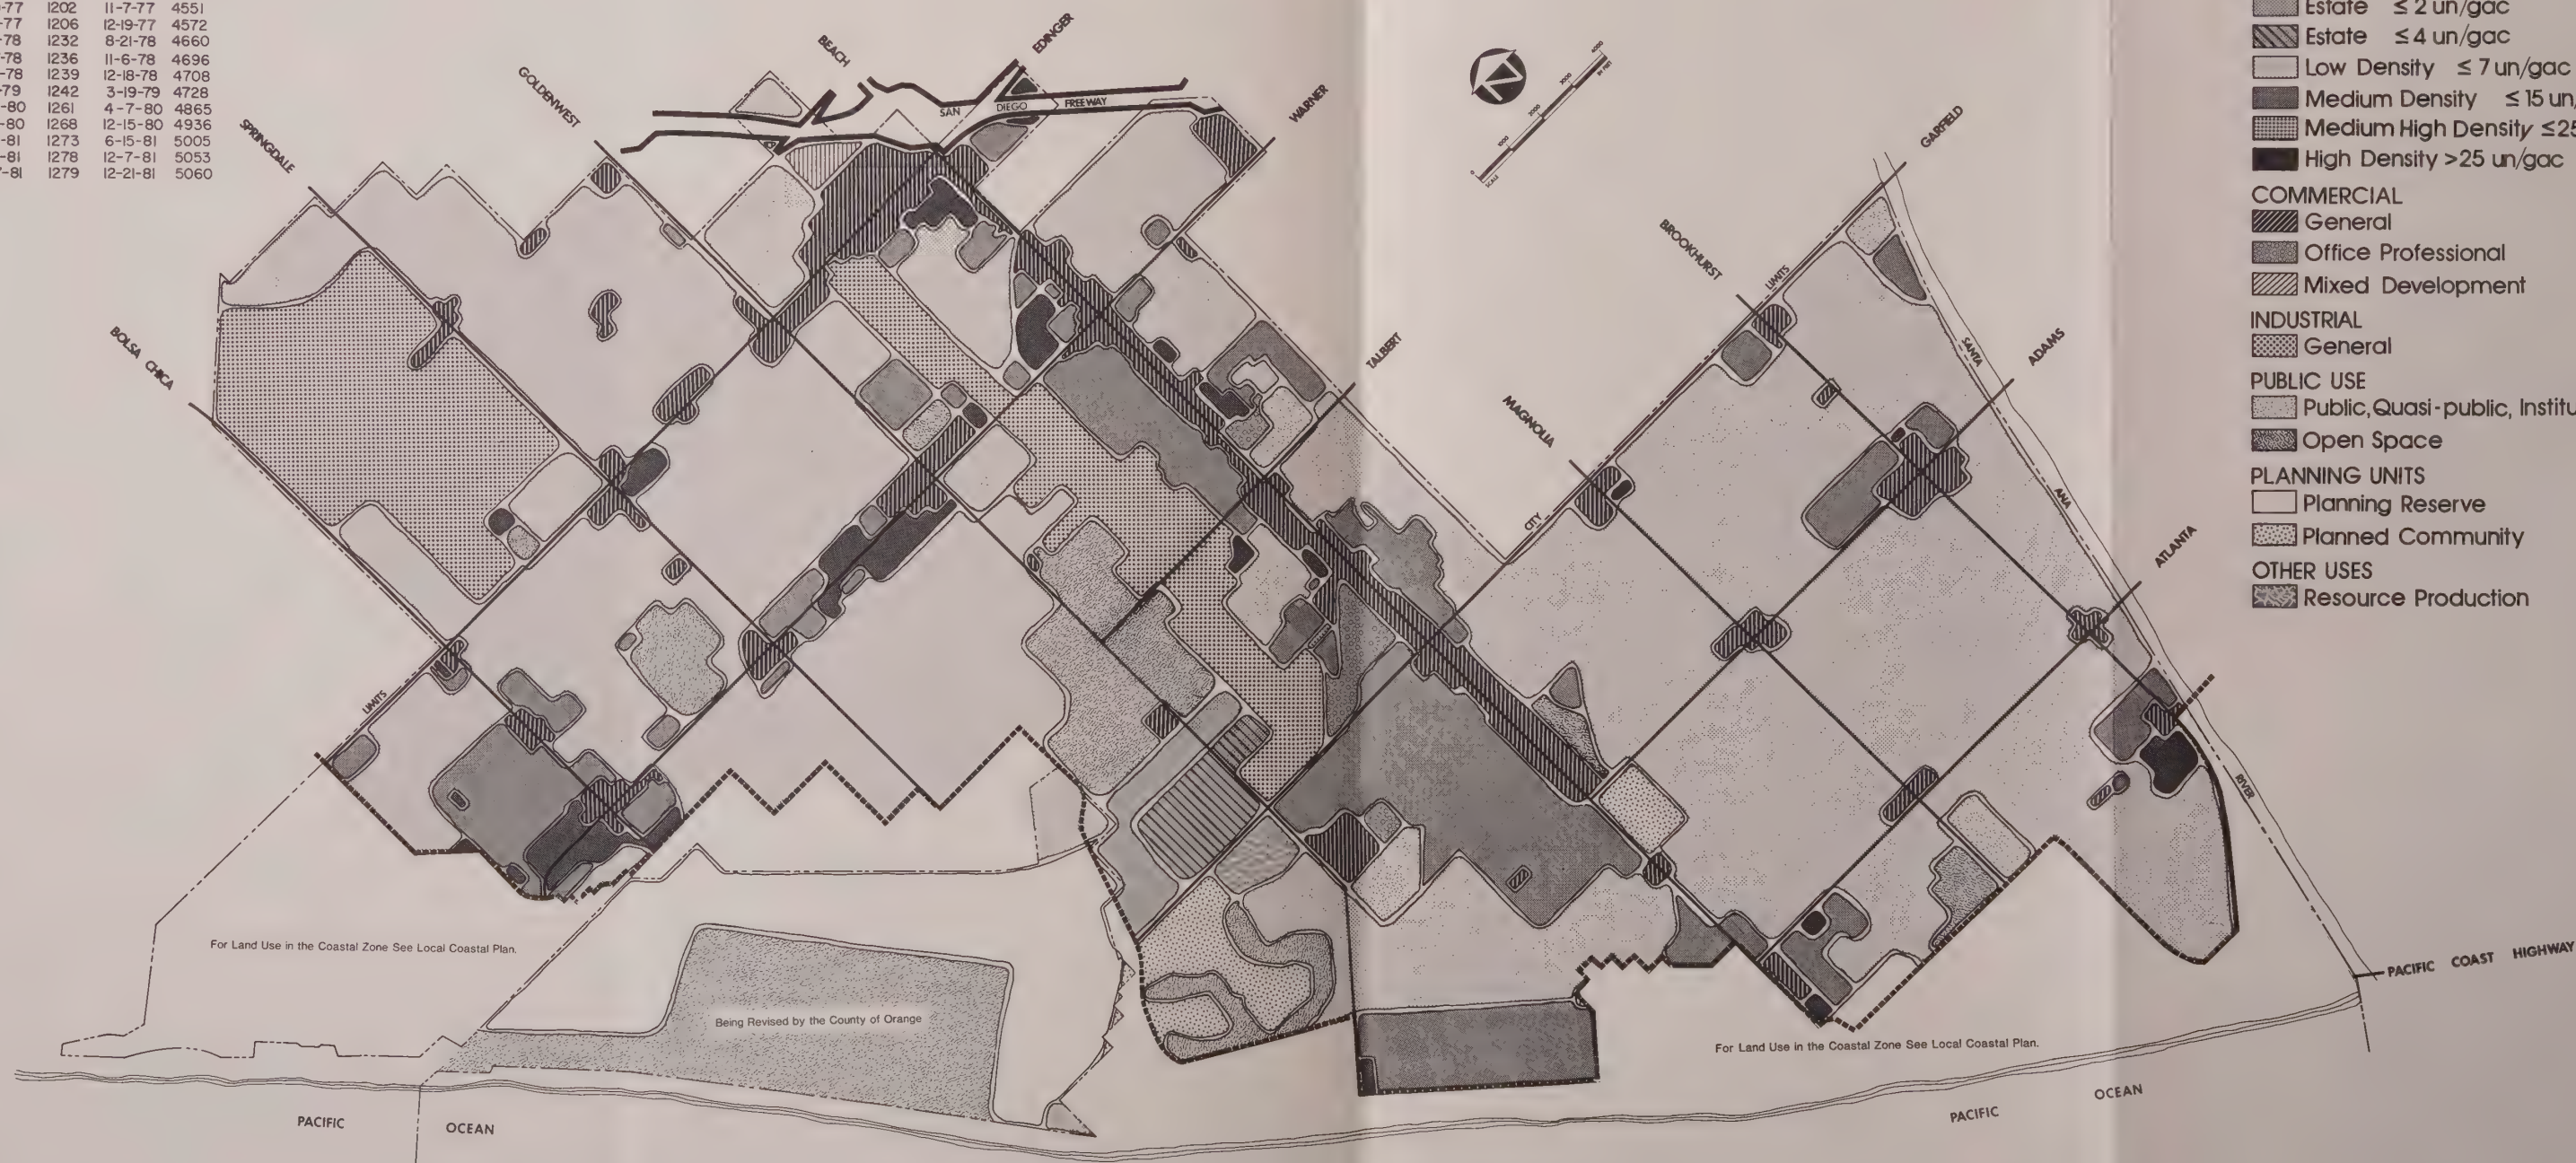 -77 1202 11-7-77 4551
-77 1206 12-19-77 4572
-78 1232 8-21-78 4660
-78 1236 11-6-78 4696
-78 1239 12-18-78 4708
-79 1242 3-19-79 4728
-80 1261 4-7-80 4865
-80 1268 12-15-80 4936
-81 1273 6-15-81 5005
-81 1278 12-7-81 5053
-81 1279 12-21-81 5060
Estate ≤ 2 un/gac
Estate ≤ 4 un/gac
Low Density ≤ 7 un/gac
Medium Density ≤ 15 un/
Medium High Density ≤25
High Density >25 un/gac
COMMERCIAL
General
Office Professional
Mixed Development
INDUSTRIAL
General
PUBLIC USE
Public, Quasi-public, Institu
Open Space
PLANNING UNITS
Planning Reserve
Planned Community
OTHER USES
Resource Production
BOLSA CHICA
SPRINGDALE
GOLDENWEST
BEACH
EDINGER
SAN DIEGO FREEWAY
WARNER
TALBERT
0 1000 2000 3000 4000
SCALE IN FEET
MAGNOLIA
BROOKHURST
GARFIELD
ADAMS
ATLANTA
CITY LIMITS
SANTA ANA RIVER
LIMITS
For Land Use in the Coastal Zone See Local Coastal Plan.
Being Revised by the County of Orange
For Land Use in the Coastal Zone See Local Coastal Plan.
PACIFIC COAST HIGHWAY
PACIFIC OCEAN
PACIFIC OCEAN